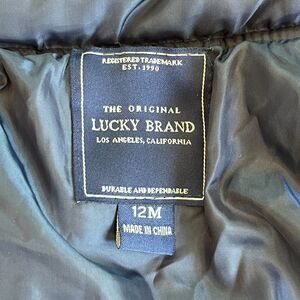 REGISTERED TRADEMARK
EST. 1990
THE ORIGINAL
LUCKY BRAND
LOS ANGELES, CALIFORNIA
DURABLE AND DEPENDABLE
12M
MADE IN CHINA